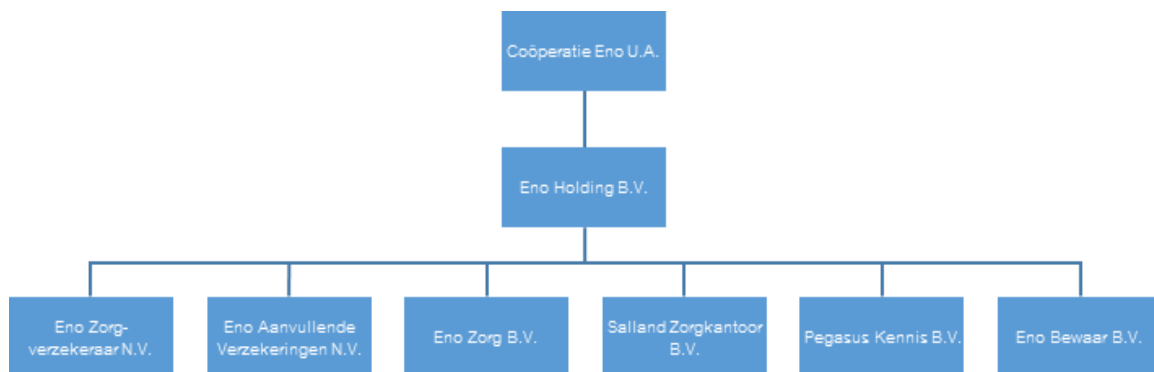 Coöperatie Eno U.A.
Eno Holding B.V.
Eno Zorg-
verzekeraar N.V.
Eno Aanvullende
Verzekeringen N.V.
Eno Zorg B.V.
Salland Zorgkantoor
B.V.
Pegasus Kennis B.V.
Eno Bewaar B.V.